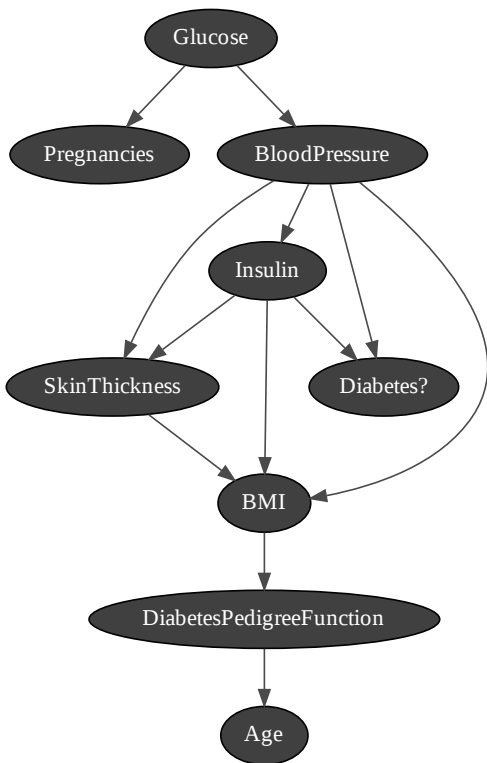 Glucose
Pregnancies
BloodPressure
Insulin
SkinThickness
Diabetes?
BMI
DiabetesPedigreeFunction
Age